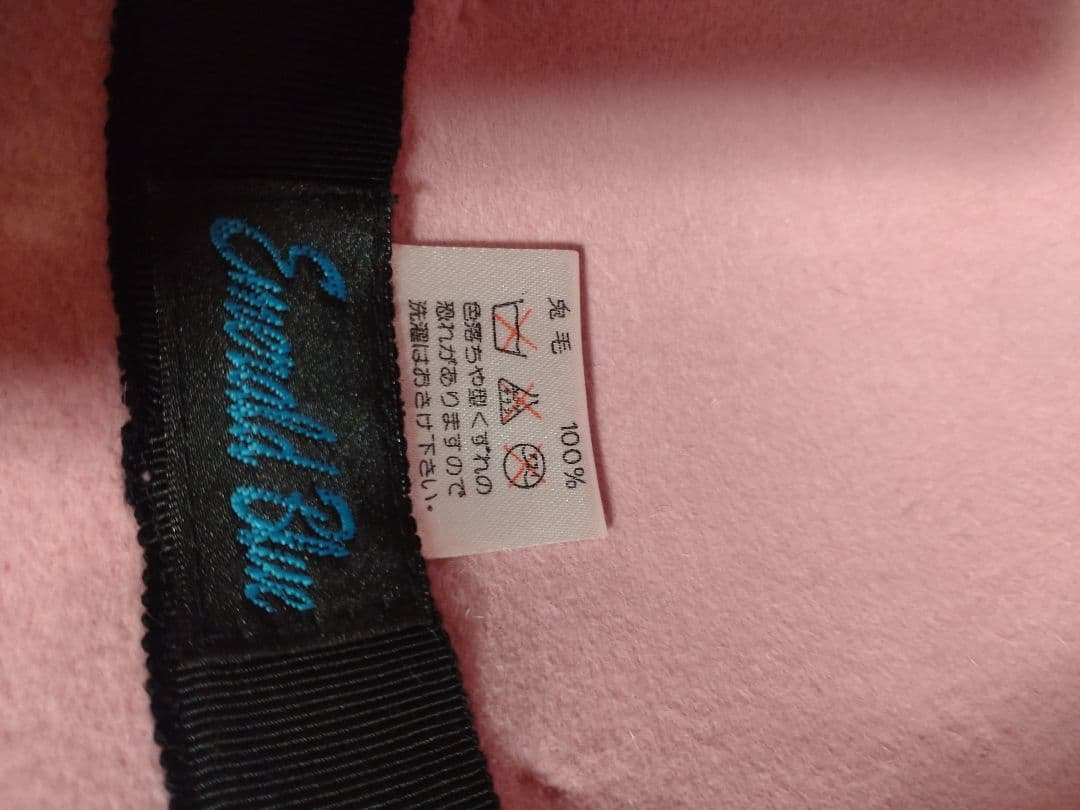 Emerald Blue
兎毛 100%
色落ちや型くずれの
恐れがありますので
洗濯はおさけ下さい.